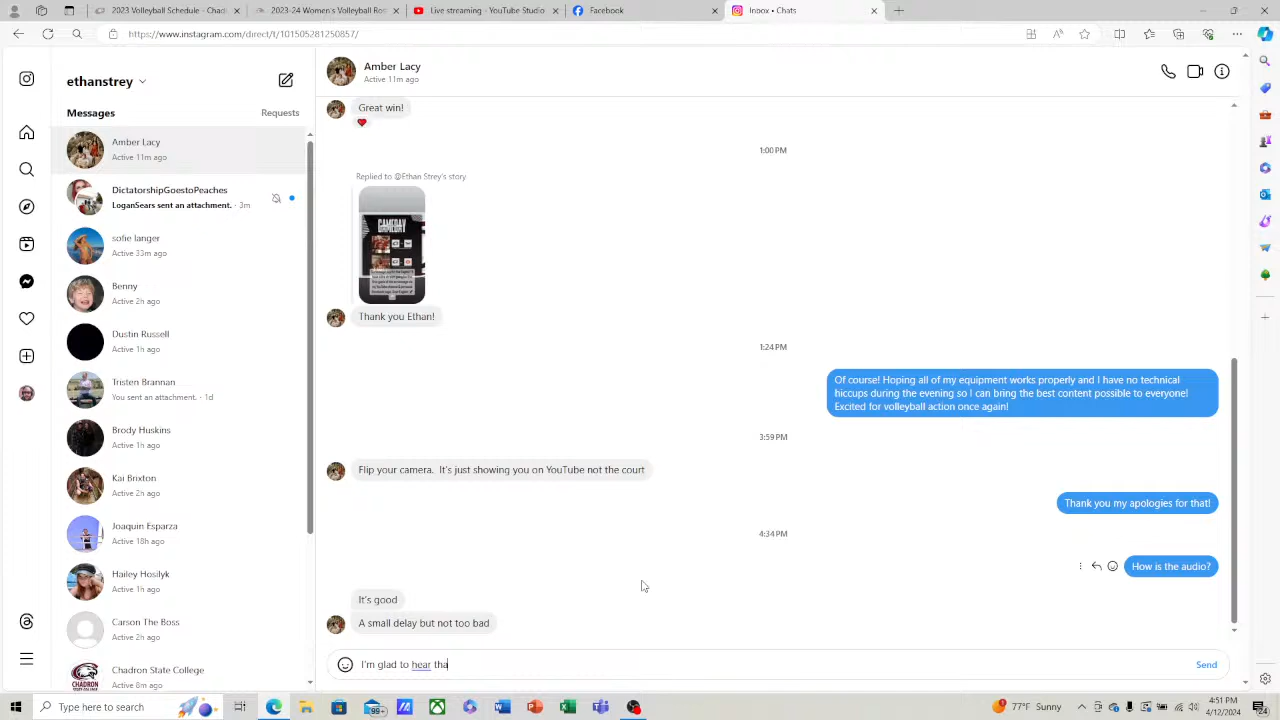 2023 Volleyball Schedule - Chad
2023-24 Women's Volleyball Ros
Live streaming - YouTube Studio
Facebook
Inbox • Chats
https://www.instagram.com/direct/t/101505281250857/
ethanstrey
Messages
Requests
Amber Lacy
Active 11m ago
DictatorshipGoestoPeaches
LoganSears sent an attachment. · 3m
sofie langer
Active 33m ago
Benny
Active 2h ago
Dustin Russell
Active 1h ago
Tristen Brannan
You sent an attachment. · 1d
Brody Huskins
Active 1h ago
Kai Brixton
Active 2h ago
Joaquin Esparza
Active 18h ago
Hailey Hosilyk
Active 1h ago
Carson The Boss
Active 2h ago
Chadron State College
Active 8m ago
Amber Lacy
Active 11m ago
Great win!
1:00 PM
Replied to @Ethan Strey's story
GAMEDAY
Thank you Ethan!
1:24 PM
Of course! Hoping all of my equipment works properly and I have no technical
hiccups during the evening so I can bring the best content possible to everyone!
Excited for volleyball action once again!
3:59 PM
Flip your camera. It's just showing you on YouTube not the court
Thank you my apologies for that!
4:34 PM
How is the audio?
It's good
A small delay but not too bad
I'm glad to hear tha
Send
Type here to search
99+
77°F Sunny
4:51 PM
4/12/2024